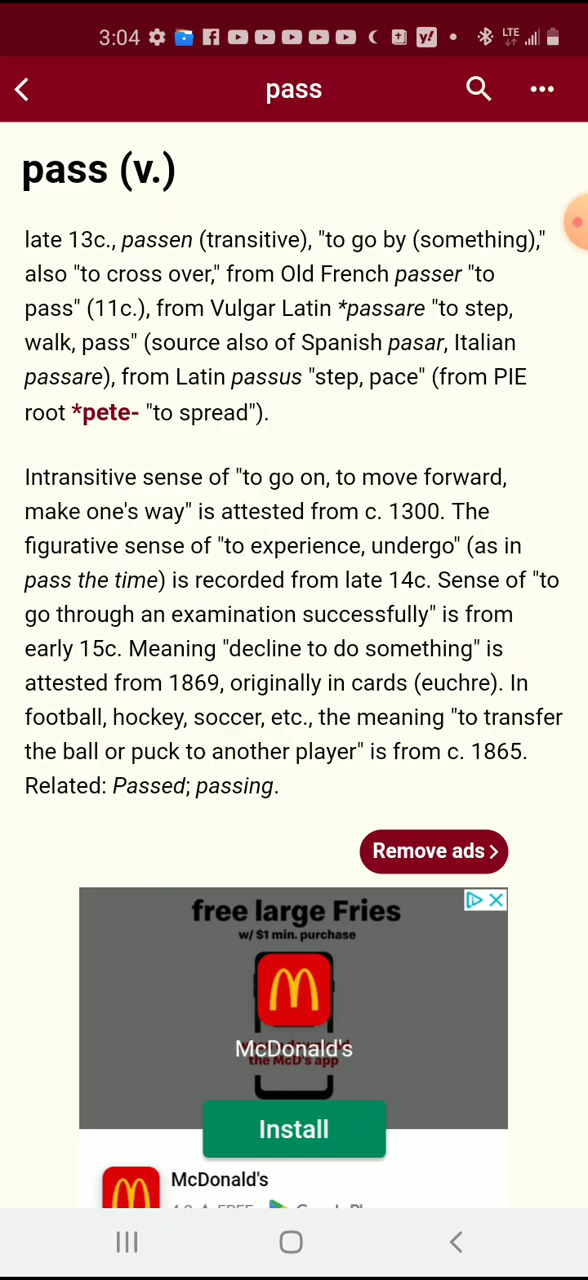 3:04
LTE
pass
pass (v.)
late 13c., passen (transitive), "to go by (something),"
also "to cross over," from Old French passer "to
pass" (11c.), from Vulgar Latin *passare "to step,
walk, pass" (source also of Spanish pasar, Italian
passare), from Latin passus "step, pace" (from PIE
root *pete- "to spread").
Intransitive sense of "to go on, to move forward,
make one's way" is attested from c. 1300. The
figurative sense of "to experience, undergo" (as in
pass the time) is recorded from late 14c. Sense of "to
go through an examination successfully" is from
early 15c. Meaning "decline to do something" is
attested from 1869, originally in cards (euchre). In
football, hockey, soccer, etc., the meaning "to transfer
the ball or puck to another player" is from c. 1865.
Related: Passed; passing.
Remove ads
free large Fries
w/ $1 min. purchase
McDonald's
the McD's app
Install
McDonald's